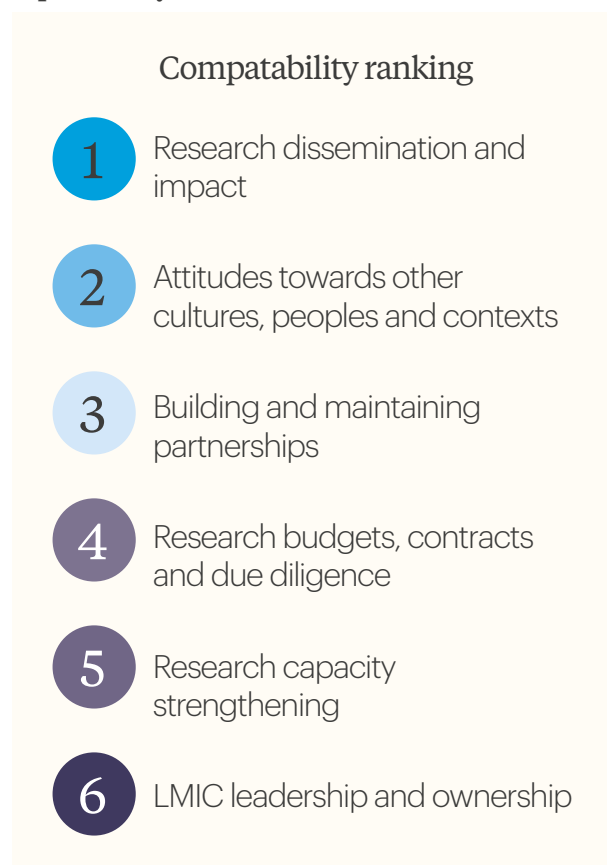 Compatability ranking
1
Research dissemination and
impact
2
Attitudes towards other
cultures, peoples and contexts
3
Building and maintaining
partnerships
4
Research budgets, contracts
and due diligence
5
Research capacity
strengthening
6
LMIC leadership and ownership